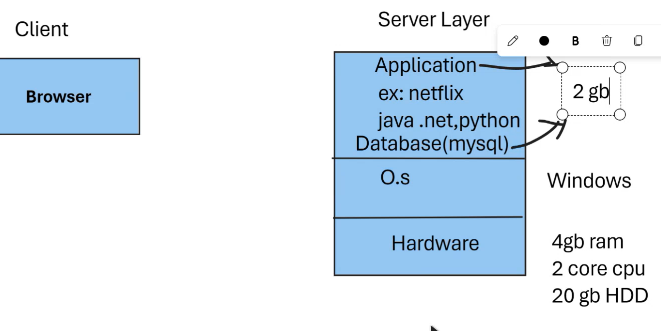 Client
Browser
Server Layer
B
Application
ex: netflix
java .net,python
Database(mysql)
2 gb
O.s
Windows
Hardware
4gb ram
2 core cpu
20 gb HDD